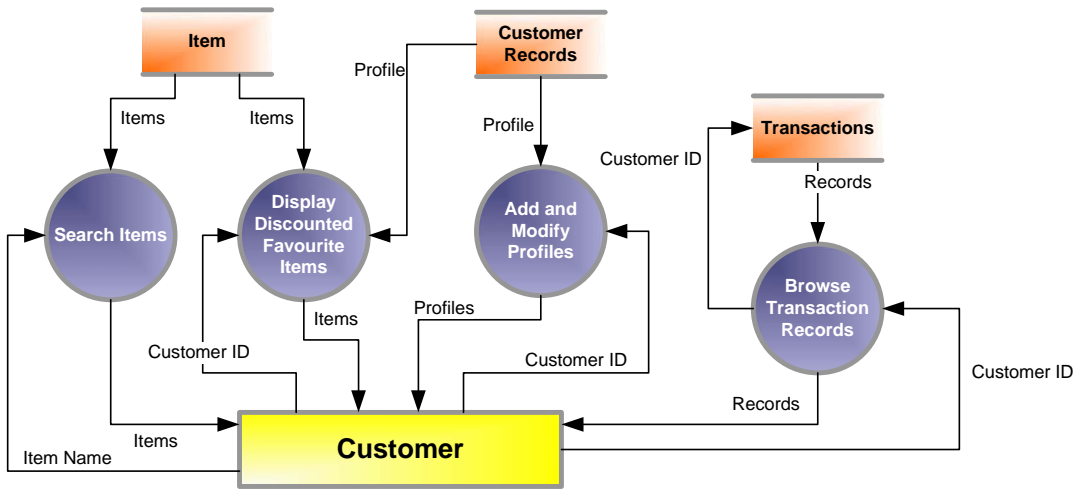 Item
Customer
Records
Profile
Items
Items
Profile
Transactions
Customer ID
Records
Search Items
Display
Discounted
Favourite
Items
Add and
Modify
Profiles
Browse
Transaction
Records
Items
Profiles
Customer ID
Customer ID
Customer ID
Records
Items
Item Name
Customer